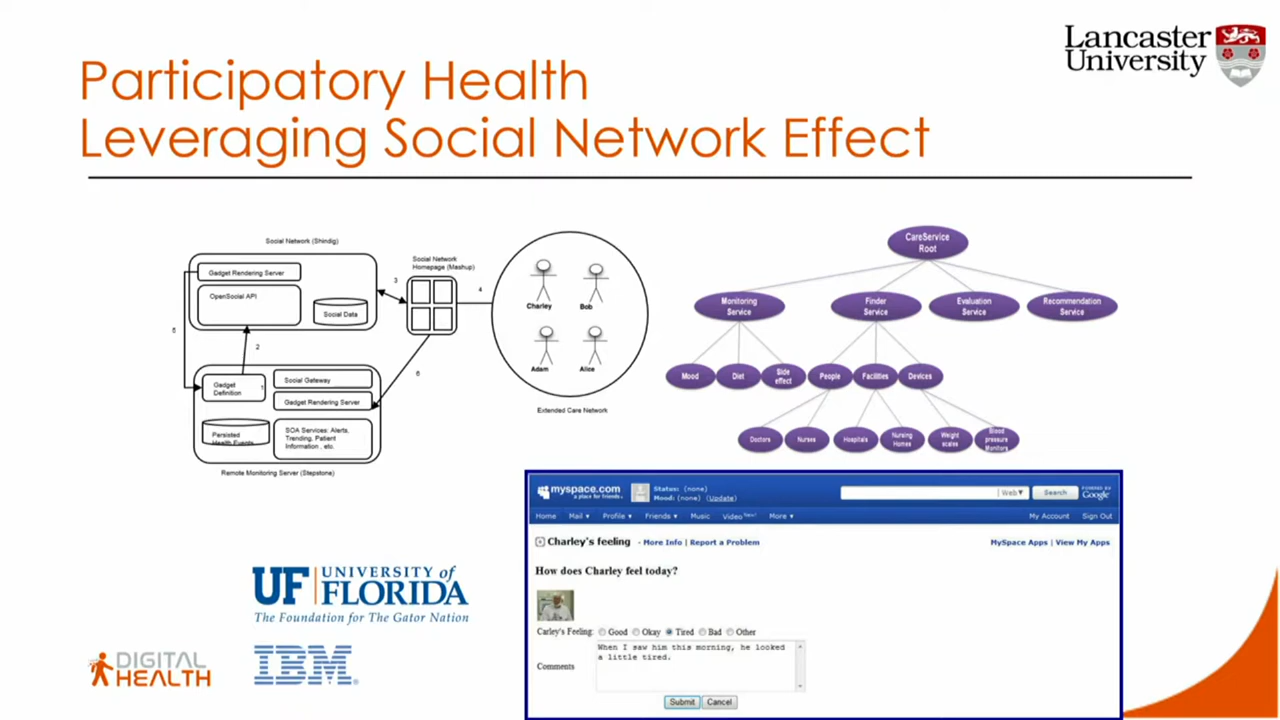 Participatory Health
Leveraging Social Network Effect
Lancaster
University
Social Network (Shindig)
Gadget Rendering Server
OpenSocial API
Social Data
Social Network
Homepage (Mashup)
3
4
5
2
6
Gadget
Definition
1
Social Gateway
Gadget Rendering Server
Persisted
Health Events
SOA Services: Alerts,
Trending, Patient
Information , etc.
Remote Monitoring Server (Stepstone)
Charley
Bob
Adam
Alice
Extended Care Network
CareService
Root
Monitoring
Service
Finder
Service
Evaluation
Service
Recommendation
Service
Mood
Diet
Side
effect
People
Facilities
Devices
Doctors
Nurses
Hospitals
Nursing
Homes
Weight
scales
Blood
pressure
Monitors
myspace.com
a place for friends.
Status: (none)
Mood: (none) (Update)
Web
Search
POWERED BY
Google
Home Mail Profile Friends Music Video New! More My Account Sign Out
Charley's feeling - More Info | Report a Problem MySpace Apps | View My Apps
How does Charley feel today?
Carley's Feeling: Good Okay Tired Bad Other
Comments
When I saw him this morning, he looked
a little tired.
Submit Cancel
UF UNIVERSITY of
FLORIDA
The Foundation for The Gator Nation
DIGITAL
HEALTH
IBM